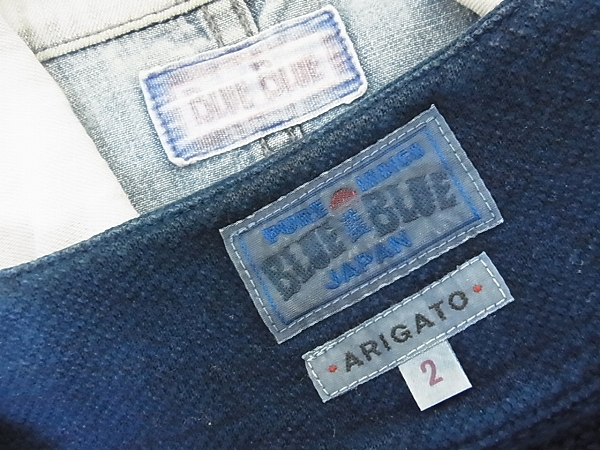 BLUE BLUE
PURE INDIGO
BLUE BLUE
JAPAN
ARIGATO
2